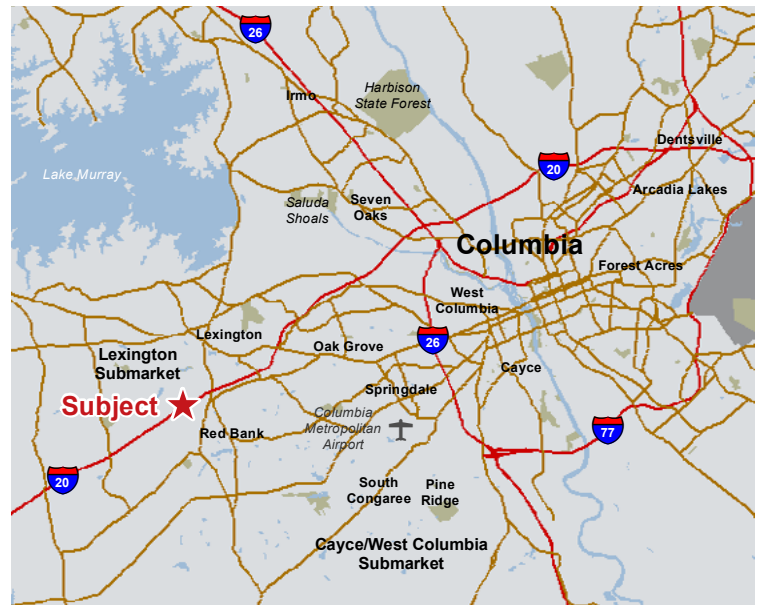 26
Irmo
Harbison
State Forest
Dentsville
20
Lake Murray
Arcadia Lakes
Saluda
Shoals
Seven
Oaks
Columbia
Forest Acres
West
Columbia
Lexington
26
Oak Grove
Lexington
Submarket
Cayce
Springdale
Subject
Columbia
Metropolitan
Airport
Red Bank
77
20
South
Congaree
Pine
Ridge
Cayce/West Columbia
Submarket